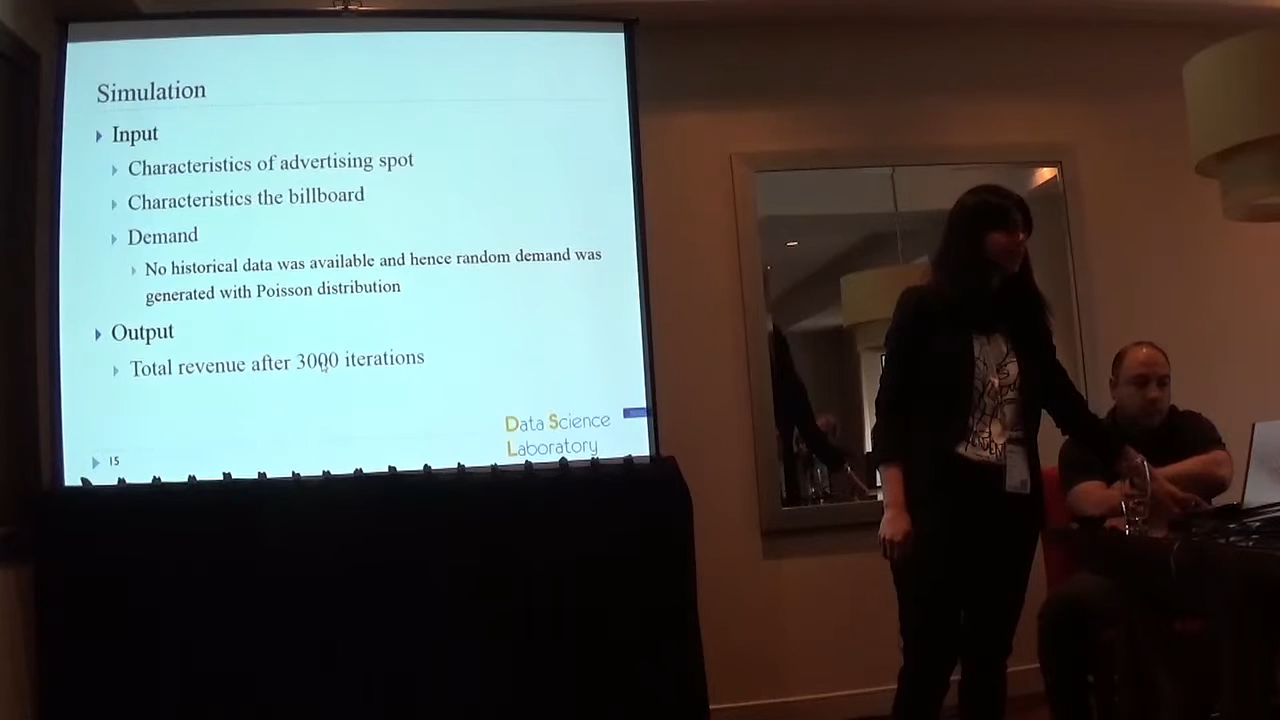 Simulation
Input
Characteristics of advertising spot
Characteristics the billboard
Demand
No historical data was available and hence random demand was
generated with Poisson distribution
Output
Total revenue after 3000 iterations
Data Science
Laboratory
15